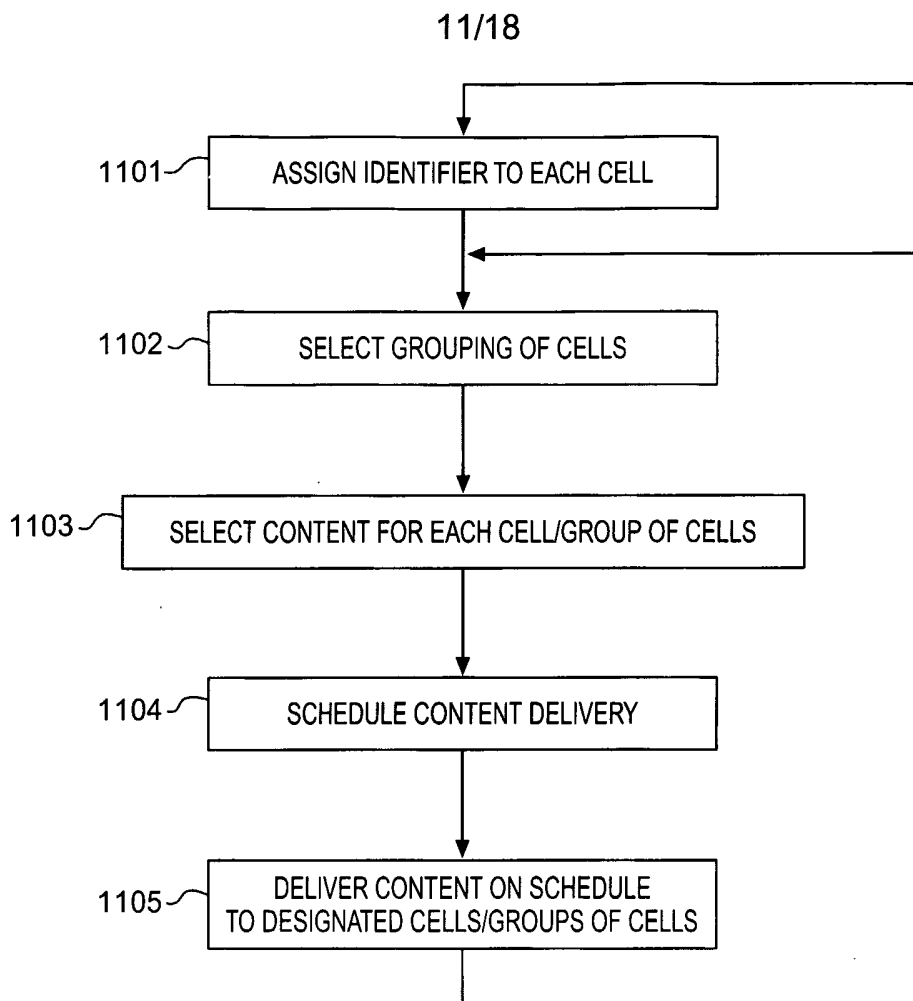 11/18
1101
ASSIGN IDENTIFIER TO EACH CELL
1102
SELECT GROUPING OF CELLS
1103
SELECT CONTENT FOR EACH CELL/GROUP OF CELLS
1104
SCHEDULE CONTENT DELIVERY
1105
DELIVER CONTENT ON SCHEDULE
TO DESIGNATED CELLS/GROUPS OF CELLS